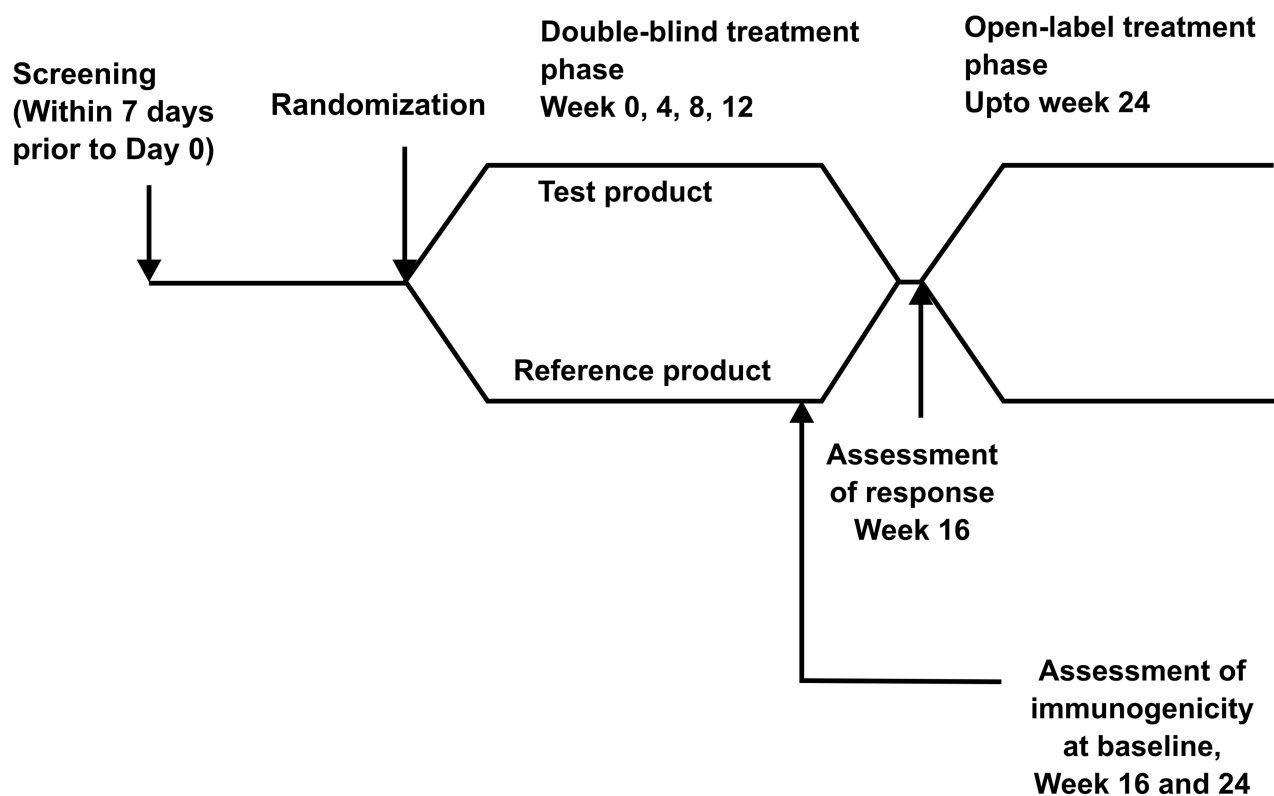 Screening
(Within 7 days
prior to Day 0)
Randomization
Double-blind treatment
phase
Week 0, 4, 8, 12
Open-label treatment
phase
Upto week 24
Test product
Reference product
Assessment
of response
Week 16
Assessment of
immunogenicity
at baseline,
Week 16 and 24